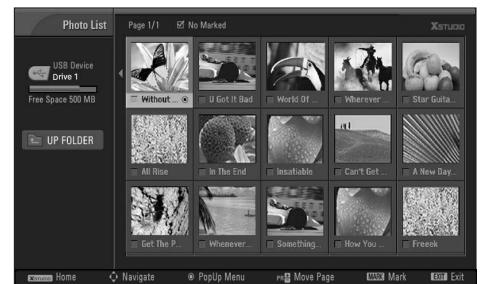 Photo List
Page 1/1
No Marked
XSTUDIO
USB Device
Drive 1
Free Space 500 MB
UP FOLDER
Without ...
U Got It Bad
World Of ...
Wherever ...
Star Guita...
All Rise
In The End
Insatiable
Can't Get ...
A New Day...
Get The P...
Whenever...
Something...
How You ...
Freeek
XSTUDIO Home
Navigate
PopUp Menu
PR Move Page
MARK Mark
EXIT Exit